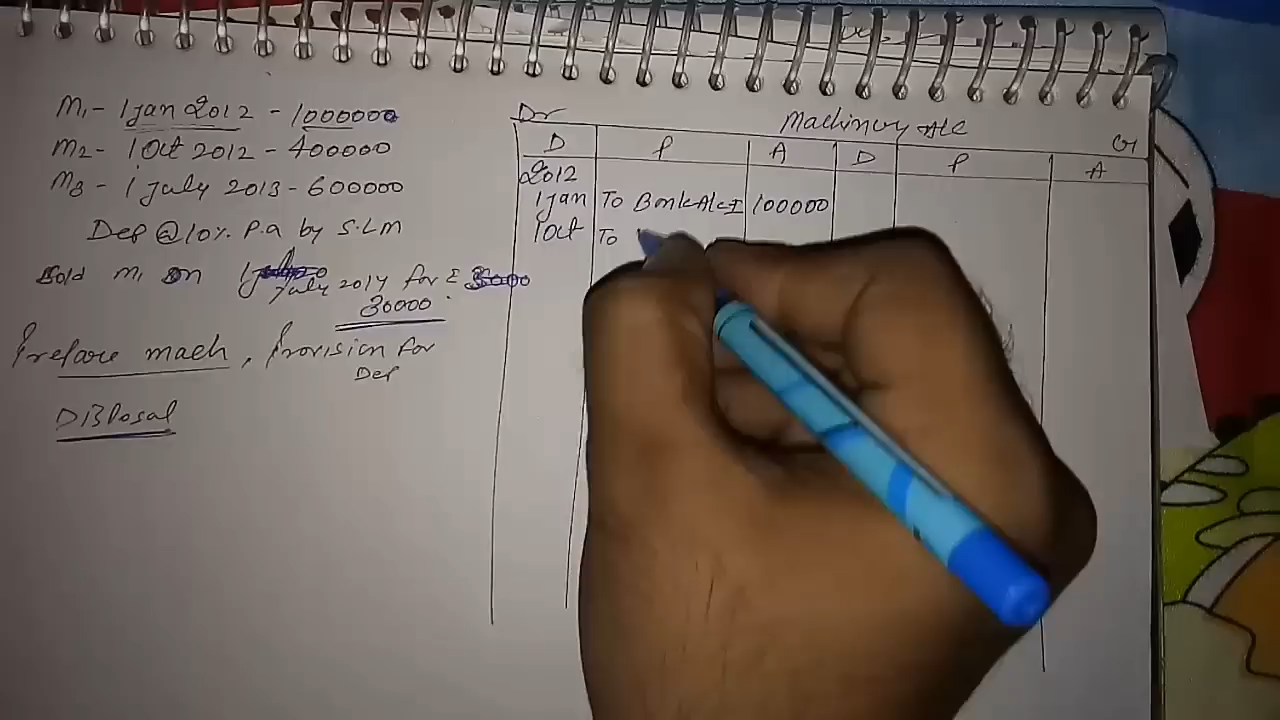 M1 - 1 Jan 2012 - 1000000
M2 - 1 Oct 2012 - 400000
M3 - 1 July 2013 - 600000
Dep @ 10% P.a by S.L.M
Sold M1 on 1 July 2014 for ₹
30000
Prepare mach, Provision for
Dep
Disposal
Dr Machinery A/c Cr
D P A D P A
2012
1 Jan To Bank A/c I 100000
1 Oct To